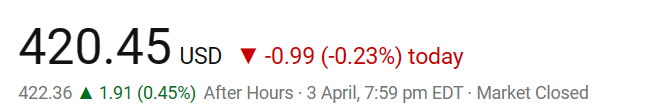 420.45 USD ▼ -0.99 (-0.23%) today
422.36 ▲ 1.91 (0.45%) After Hours · 3 April, 7:59 pm EDT · Market Closed